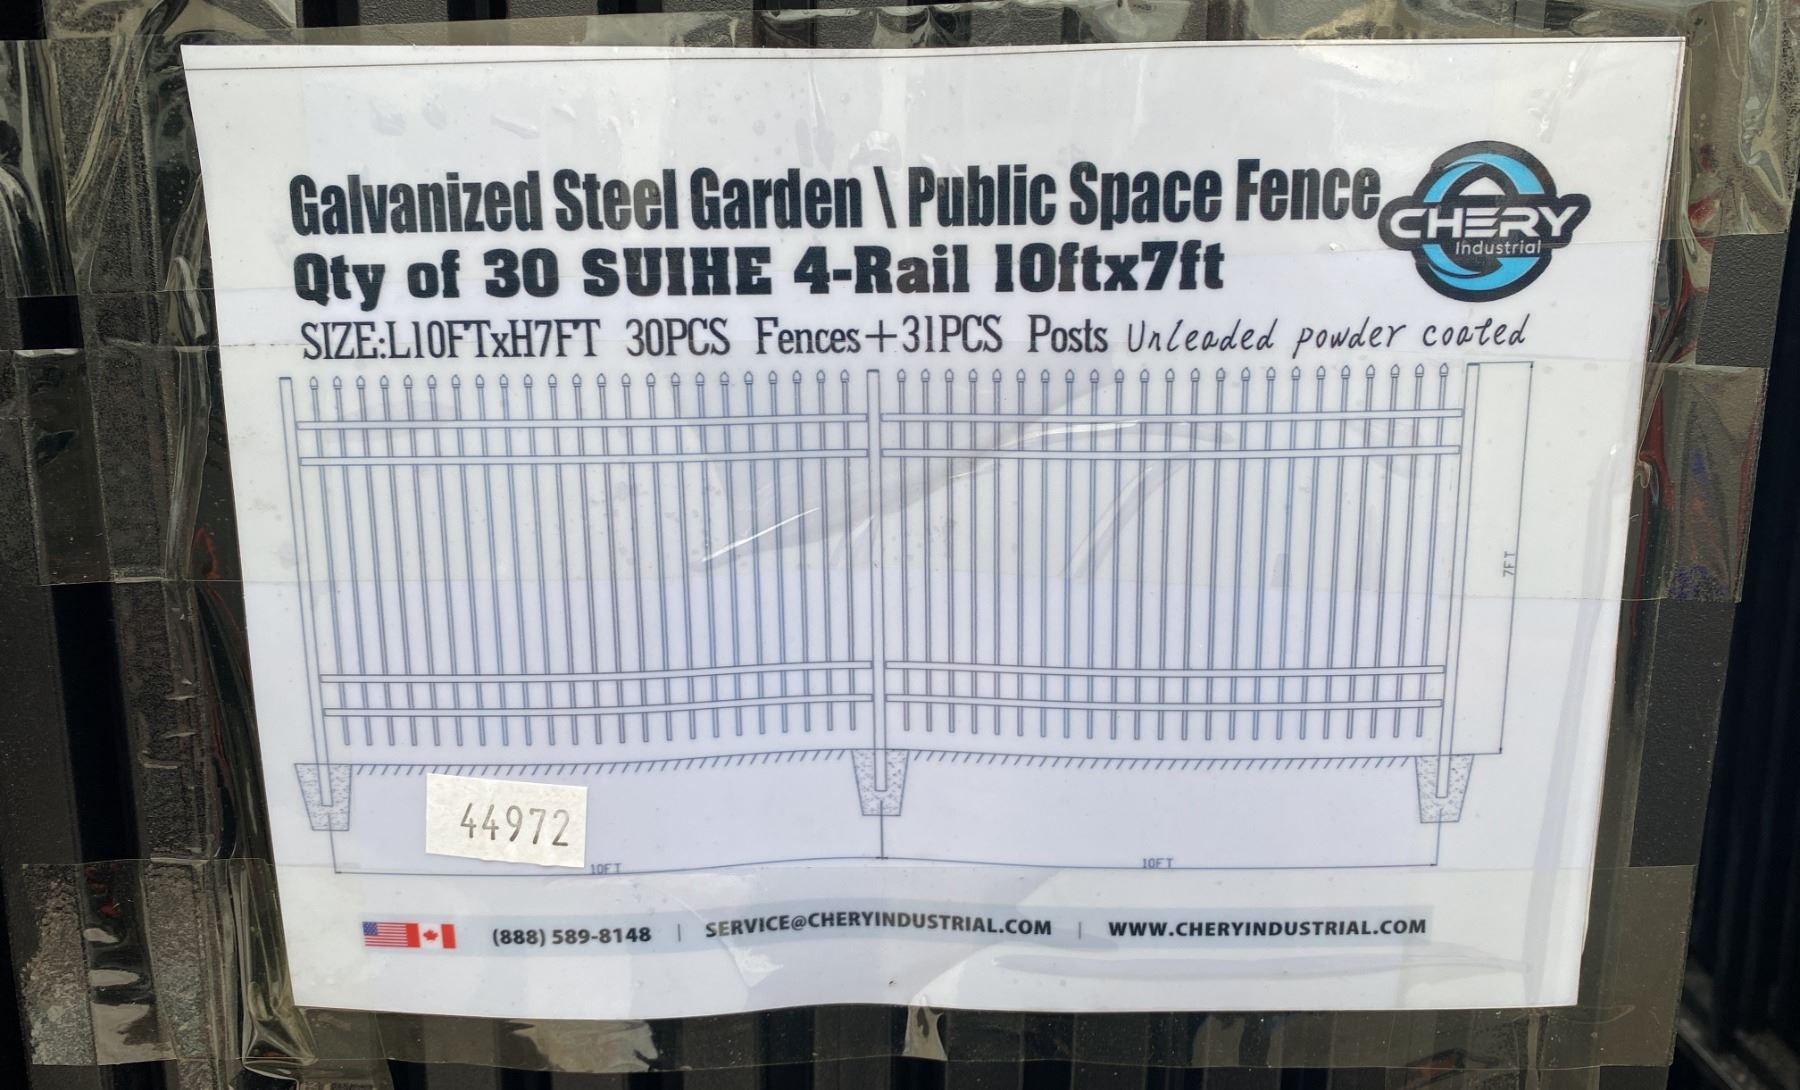 Galvanized Steel Garden \ Public Space Fence
CHERY
Industrial
Qty of 30 SUIHE 4-Rail 10ftx7ft
SIZE:L10FTxH7FT 30PCS Fences+31PCS Posts Unleaded powder coated
7FT
44972
10FT
10FT
(888) 589-8148 | SERVICE@CHERYINDUSTRIAL.COM | WWW.CHERYINDUSTRIAL.COM